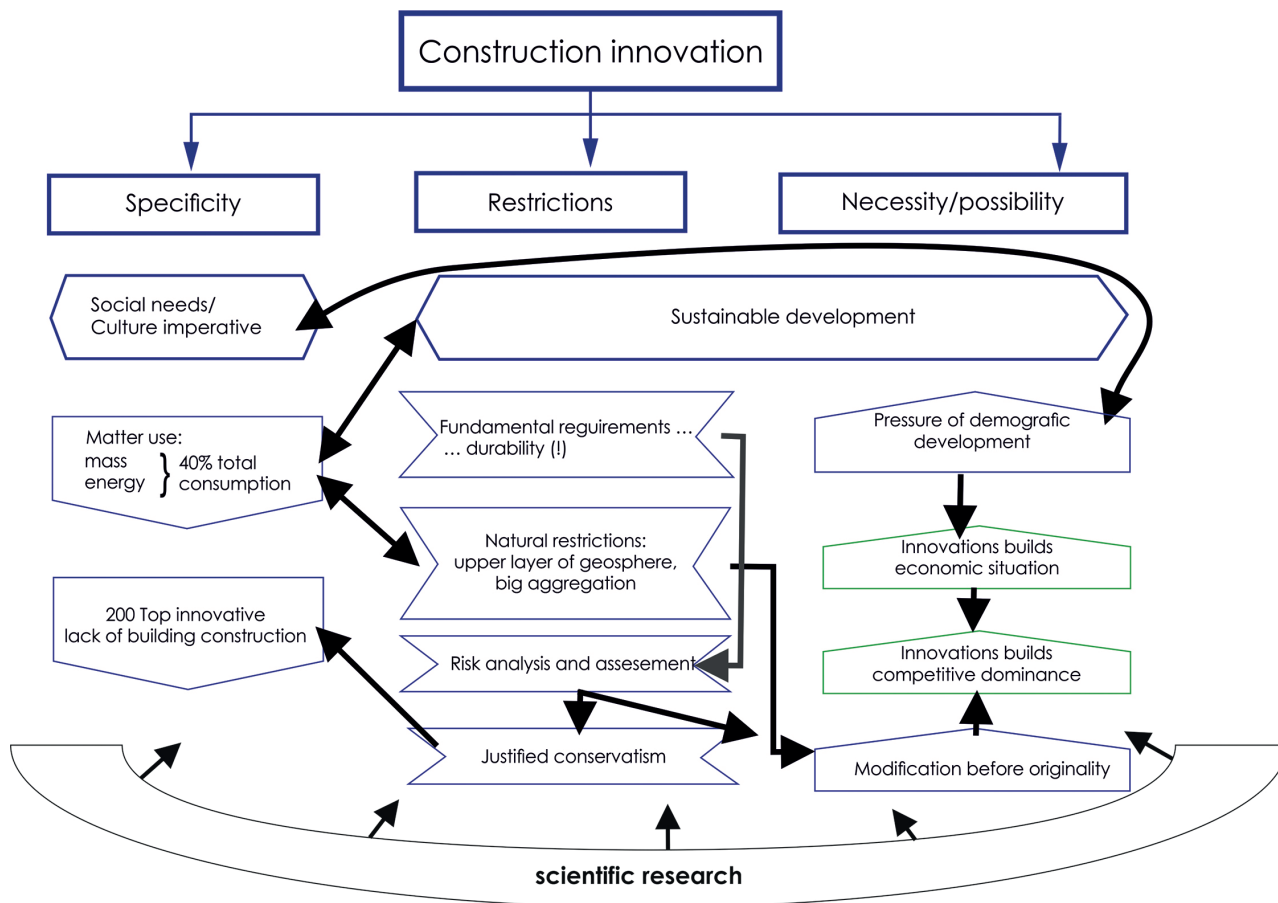 Construction innovation
Specificity
Restrictions
Necessity/possibility
Social needs/
Culture imperative
Sustainable development
Matter use:
mass
energy
} 40% total
consumption
Fundamental reguirements ...
... durability (!)
Pressure of demografic
development
Natural restrictions:
upper layer of geosphere,
big aggregation
Innovations builds
economic situation
200 Top innovative
lack of building construction
Risk analysis and assesement
Innovations builds
competitive dominance
Justified conservatism
Modification before originality
scientific research